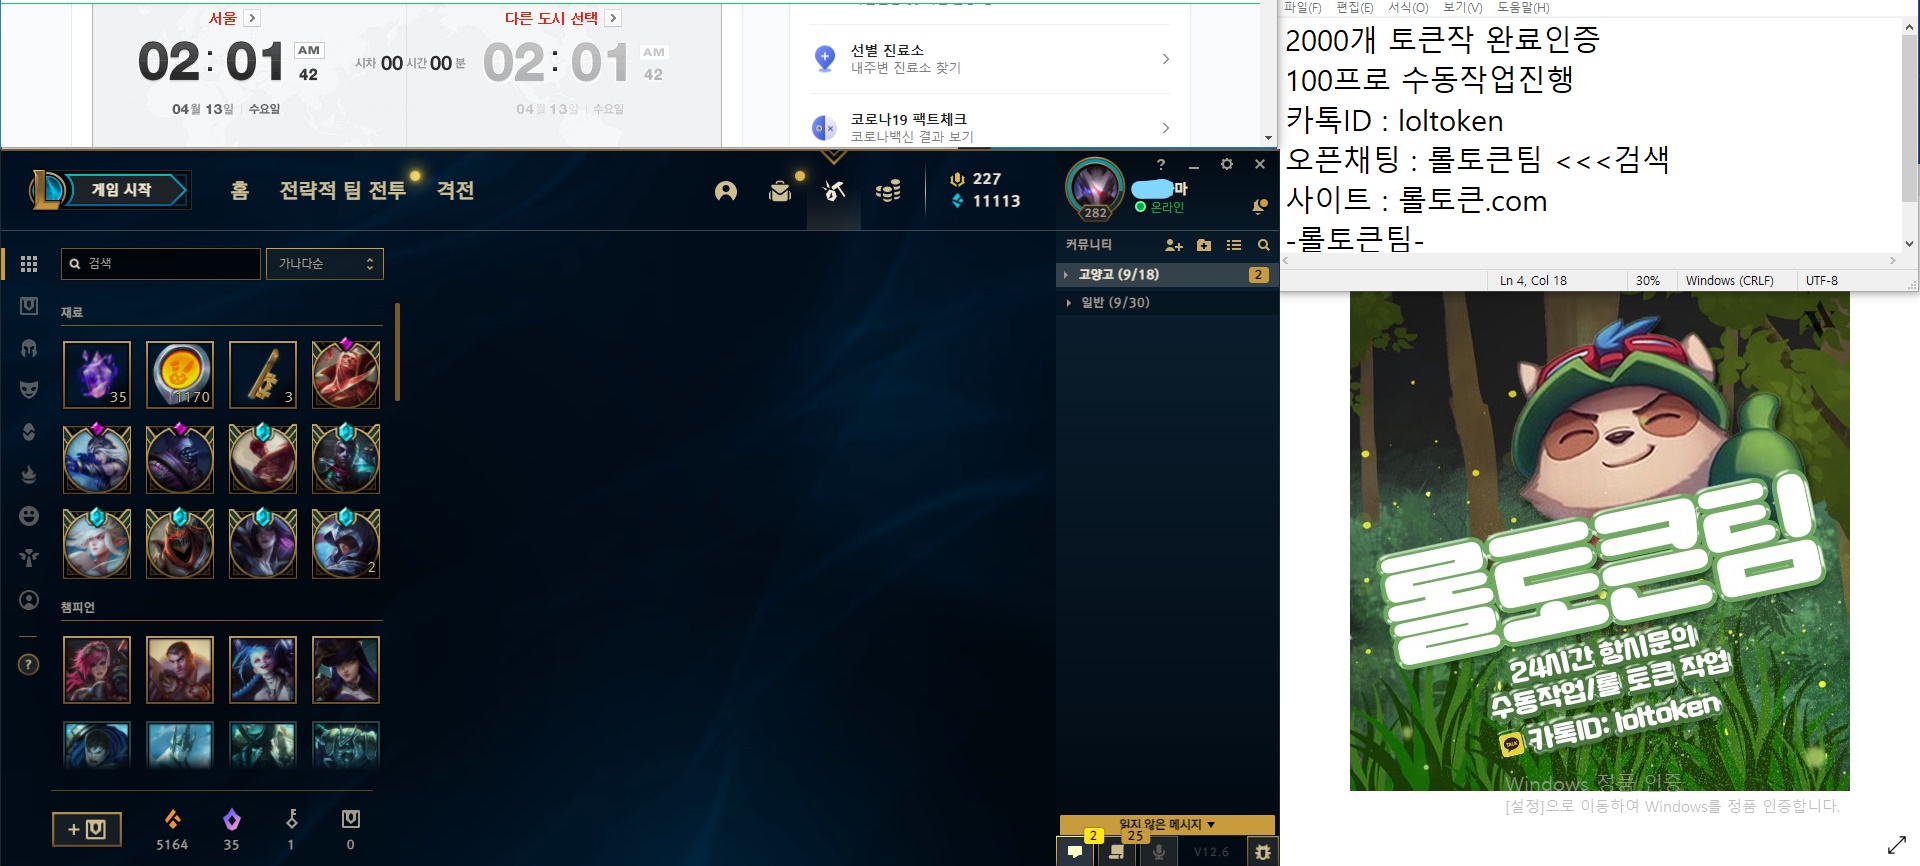 서울
다른 도시 선택
02:01 AM 42
시차 00 시간 00 분
02:01 AM 42
04월 13일 수요일
04월 13일 수요일
선별 진료소
내주변 진료소 찾기
코로나19 팩트체크
코로나백신 결과 보기
파일(F) 편집(E) 서식(O) 보기(V) 도움말(H)
2000개 토큰작 완료인증
100프로 수동작업진행
카톡ID : loltoken
오픈채팅 : 롤토큰팀 <<<검색
사이트 : 롤토큰.com
-롤토큰팀-
Ln 4, Col 18 30% Windows (CRLF) UTF-8
게임 시작
홈 전략적 팀 전투 격전
227
11113
282
마
온라인
커뮤니티
고양고 (9/18) 2
일반 (9/30)
검색
가나다순
재료
35
1170
3
2
챔피언
5164 35 1 0
읽지 않은 메시지
2 25
V12.6
롤토큰팀
24시간 항시문의
수동작업/롤 토큰 작업
TALK
카톡ID: loltoken
Windows 정품 인증
[설정]으로 이동하여 Windows를 정품 인증합니다.